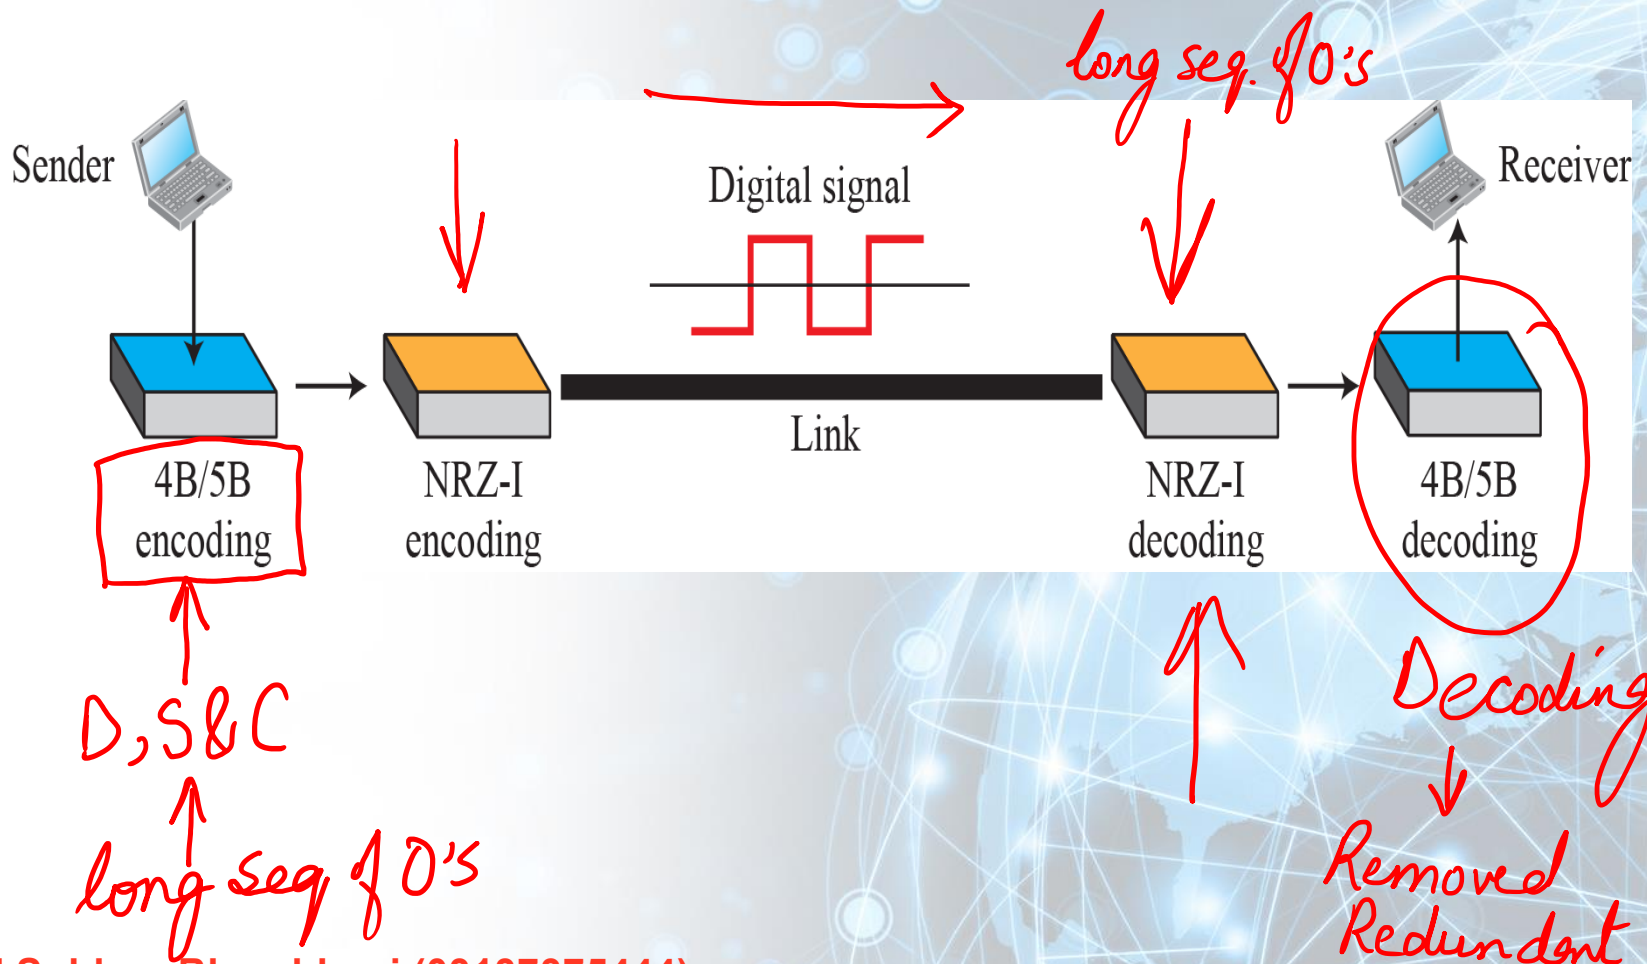 long seq. of 0's
Sender
Digital signal
Receiver
Link
4B/5B
encoding
NRZ-I
encoding
NRZ-I
decoding
4B/5B
decoding
D, S & C
Decoding
long seq of 0's
Removed
Redundant